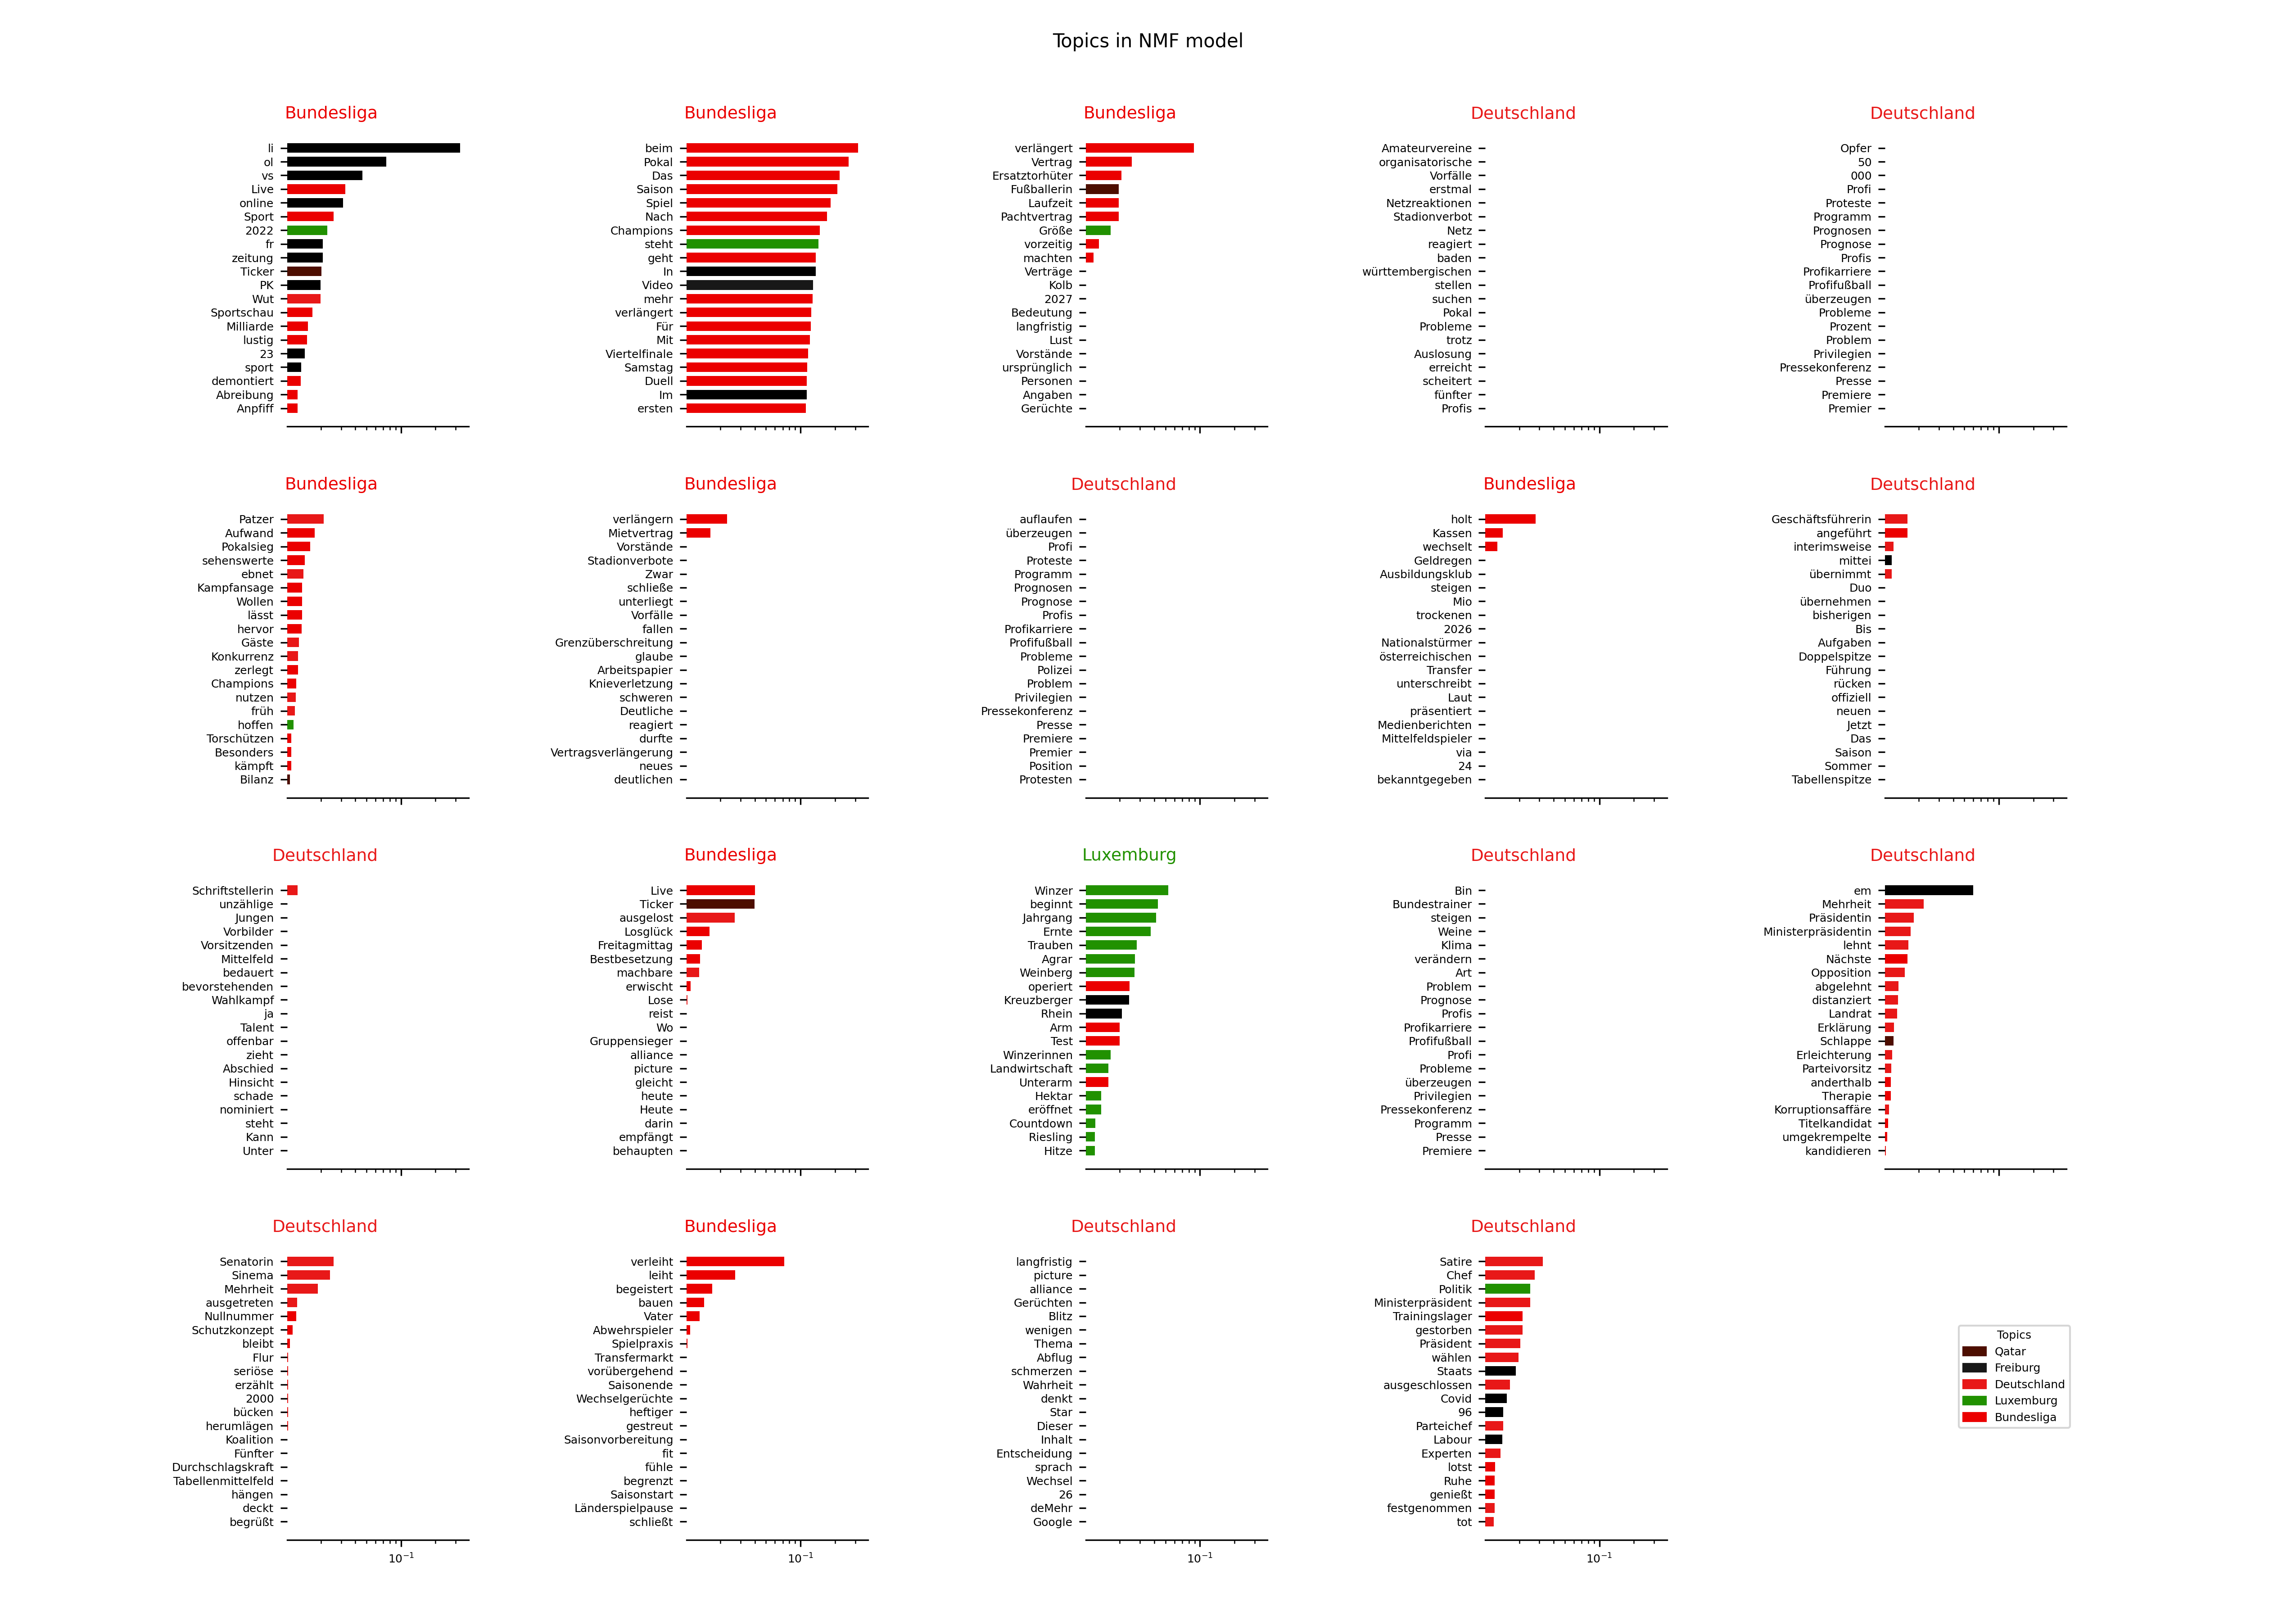 Topics in NMF model
Bundesliga
li
ol
vs
Live
online
Sport
2022
fr
zeitung
Ticker
PK
Wut
Sportschau
Milliarde
lustig
23
sport
demontiert
Abreibung
Anpfiff
Bundesliga
beim
Pokal
Das
Saison
Spiel
Nach
Champions
steht
geht
In
Video
mehr
verlängert
Für
Mit
Viertelfinale
Samstag
Duell
Im
ersten
Bundesliga
verlängert
Vertrag
Ersatztorhüter
Fußballerin
Laufzeit
Pachtvertrag
Größe
vorzeitig
machten
Verträge
Kolb
2027
Bedeutung
langfristig
Lust
Vorstände
ursprünglich
Personen
Angaben
Gerüchte
Deutschland
Amateurvereine
organisatorische
Vorfälle
erstmal
Netzreaktionen
Stadionverbot
Netz
reagiert
baden
württembergischen
stellen
suchen
Pokal
Probleme
trotz
Auslosung
erreicht
scheitert
fünfter
Profis
Deutschland
Opfer
50
000
Profi
Proteste
Programm
Prognosen
Prognose
Profis
Profikarriere
Profifußball
überzeugen
Probleme
Prozent
Problem
Privilegien
Pressekonferenz
Presse
Premiere
Premier
Bundesliga
Patzer
Aufwand
Pokalsieg
sehenswerte
ebnet
Kampfansage
Wollen
lässt
hervor
Gäste
Konkurrenz
zerlegt
Champions
nutzen
früh
hoffen
Torschützen
Besonders
kämpft
Bilanz
Bundesliga
verlängern
Mietvertrag
Vorstände
Stadionverbote
Zwar
schließe
unterliegt
Vorfälle
fallen
Grenzüberschreitung
glaube
Arbeitspapier
Knieverletzung
schweren
Deutliche
reagiert
durfte
Vertragsverlängerung
neues
deutlichen
Deutschland
auflaufen
überzeugen
Profi
Proteste
Programm
Prognosen
Prognose
Profis
Profikarriere
Profifußball
Probleme
Polizei
Problem
Privilegien
Pressekonferenz
Presse
Premiere
Premier
Position
Protesten
Bundesliga
holt
Kassen
wechselt
Geldregen
Ausbildungsklub
steigen
Mio
trockenen
2026
Nationalstürmer
österreichischen
Transfer
unterschreibt
Laut
präsentiert
Medienberichten
Mittelfeldspieler
via
24
bekanntgegeben
Deutschland
Geschäftsführerin
angeführt
interimsweise
mittei
übernimmt
Duo
übernehmen
bisherigen
Bis
Aufgaben
Doppelspitze
Führung
rücken
offiziell
neuen
Jetzt
Das
Saison
Sommer
Tabellenspitze
Deutschland
Schriftstellerin
unzählige
Jungen
Vorbilder
Vorsitzenden
Mittelfeld
bedauert
bevorstehenden
Wahlkampf
ja
Talent
offenbar
zieht
Abschied
Hinsicht
schade
nominiert
steht
Kann
Unter
Bundesliga
Live
Ticker
ausgelost
Losglück
Freitagmittag
Bestbesetzung
machbare
erwischt
Lose
reist
Wo
Gruppensieger
alliance
picture
gleicht
heute
Heute
darin
empfängt
behaupten
Luxemburg
Winzer
beginnt
Jahrgang
Ernte
Trauben
Agrar
Weinberg
operiert
Kreuzberger
Rhein
Arm
Test
Winzerinnen
Landwirtschaft
Unterarm
Hektar
eröffnet
Countdown
Riesling
Hitze
Deutschland
Bin
Bundestrainer
steigen
Weine
Klima
verändern
Art
Problem
Prognose
Profis
Profikarriere
Profifußball
Profi
Probleme
überzeugen
Privilegien
Pressekonferenz
Programm
Presse
Premiere
Deutschland
em
Mehrheit
Präsidentin
Ministerpräsidentin
lehnt
Nächste
Opposition
abgelehnt
distanziert
Landrat
Erklärung
Schlappe
Erleichterung
Parteivorsitz
anderthalb
Therapie
Korruptionsaffäre
Titelkandidat
umgekrempelte
kandidieren
Deutschland
Senatorin
Sinema
Mehrheit
ausgetreten
Nullnummer
Schutzkonzept
bleibt
Flur
seriöse
erzählt
2000
bücken
herumlägen
Koalition
Fünfter
Durchschlagskraft
Tabellenmittelfeld
hängen
deckt
begrüßt
10⁻¹
Bundesliga
verleiht
leiht
begeistert
bauen
Vater
Abwehrspieler
Spielpraxis
Transfermarkt
vorübergehend
Saisonende
Wechselgerüchte
heftiger
gestreut
Saisonvorbereitung
fit
fühle
begrenzt
Saisonstart
Länderspielpause
schließt
10⁻¹
Deutschland
langfristig
picture
alliance
Gerüchten
Blitz
wenigen
Thema
Abflug
schmerzen
Wahrheit
denkt
Star
Dieser
Inhalt
Entscheidung
sprach
Wechsel
26
deMehr
Google
10⁻¹
Deutschland
Satire
Chef
Politik
Ministerpräsident
Trainingslager
gestorben
Präsident
wählen
Staats
ausgeschlossen
Covid
96
Parteichef
Labour
Experten
lotst
Ruhe
genießt
festgenommen
tot
10⁻¹
Topics
Qatar
Freiburg
Deutschland
Luxemburg
Bundesliga